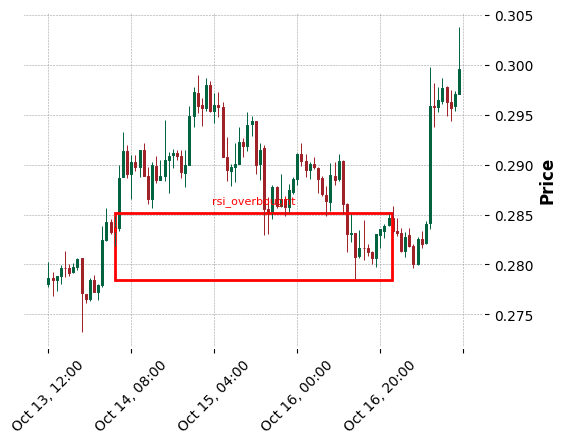 0.305
0.300
0.295
0.290
0.285
0.280
0.275
Price
rsi_overbought
Oct 13, 12:00
Oct 14, 08:00
Oct 15, 04:00
Oct 16, 00:00
Oct 16, 20:00